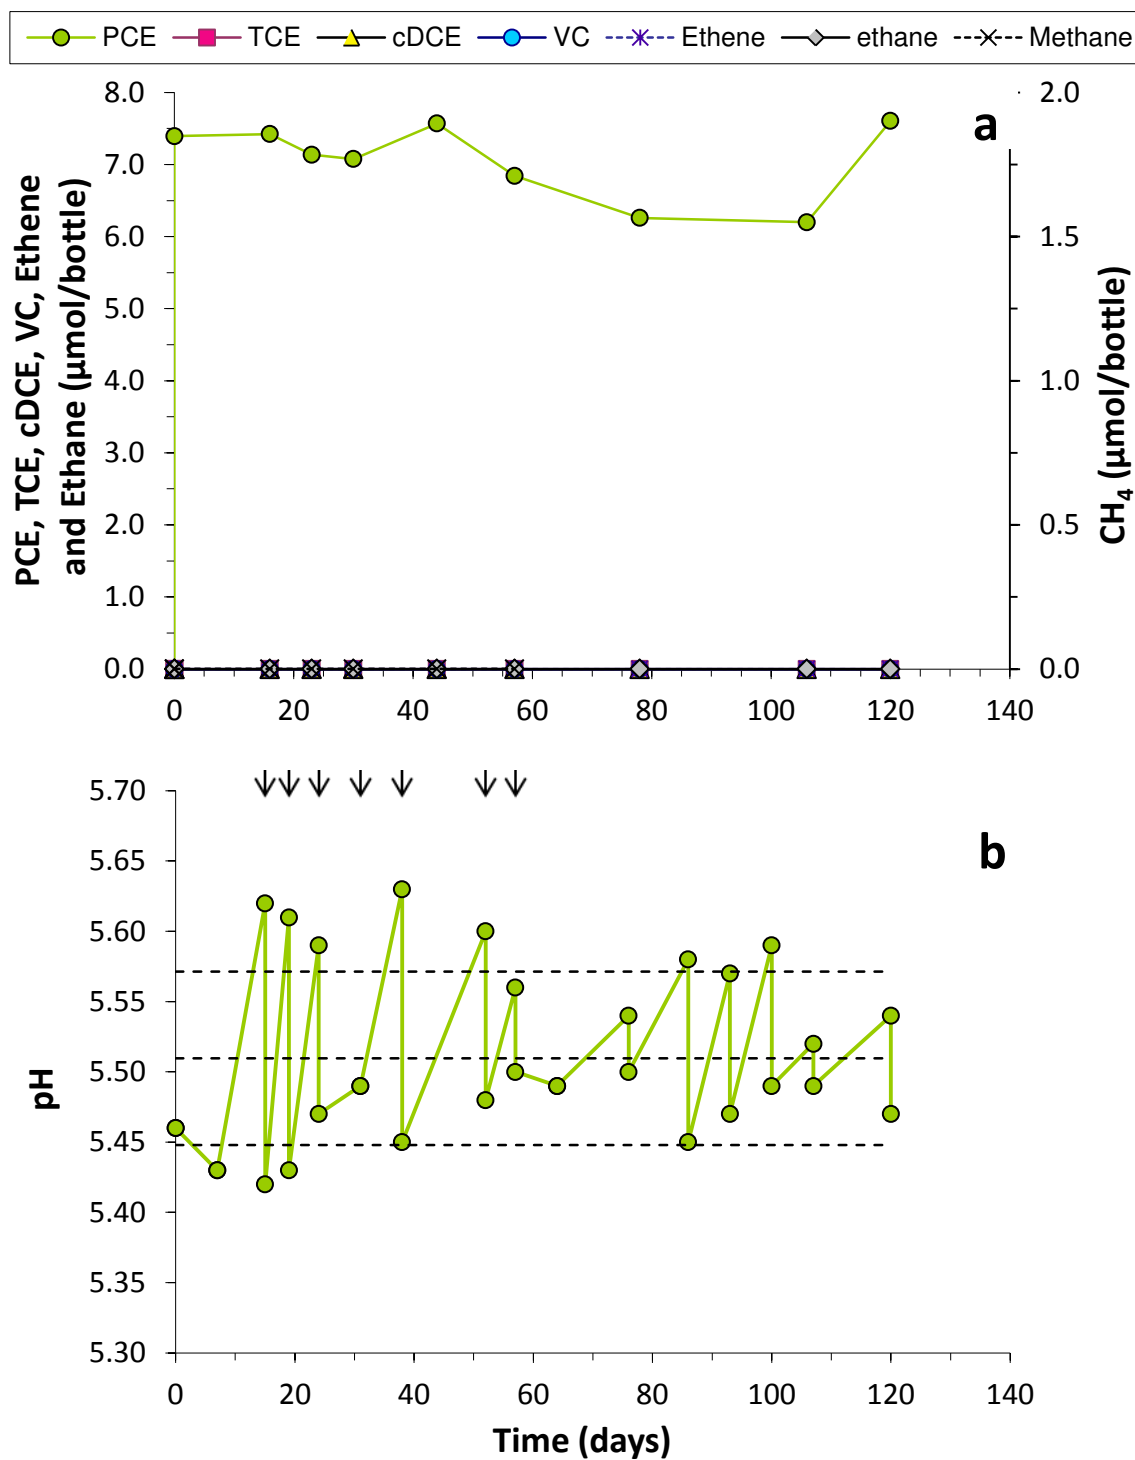 PCE TCE cDCE VC Ethene ethane Methane
a
PCE, TCE, cDCE, VC, Ethene
and Ethane (µmol/bottle)
8.0
7.0
6.0
5.0
4.0
3.0
2.0
1.0
0.0
2.0
1.5
1.0
0.5
0.0
CH4 (µmol/bottle)
0 20 40 60 80 100 120 140
b
pH
5.70
5.65
5.60
5.55
5.50
5.45
5.40
5.35
5.30
0 20 40 60 80 100 120 140
Time (days)